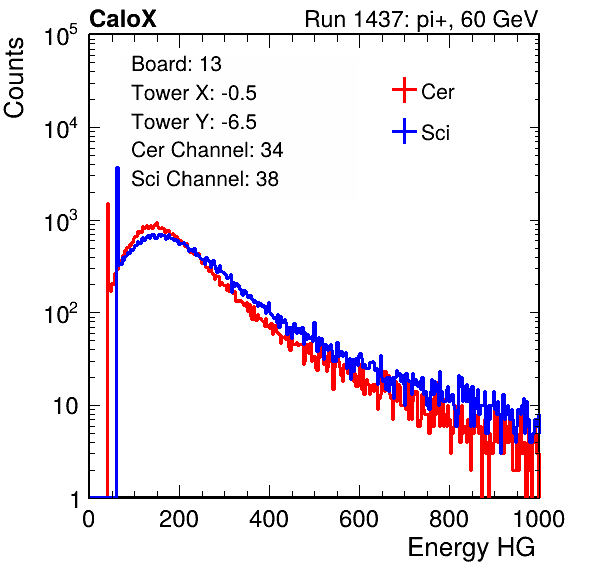 CaloX Run 1437: pi+, 60 GeV
Counts
10^5
10^4
10^3
10^2
10
1
Board: 13
Tower X: -0.5
Tower Y: -6.5
Cer Channel: 34
Sci Channel: 38
Cer
Sci
0 200 400 600 800 1000
Energy HG